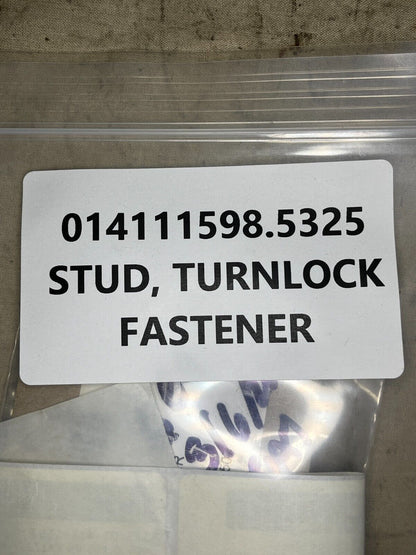 014111598.5325
STUD, TURNLOCK
FASTENER